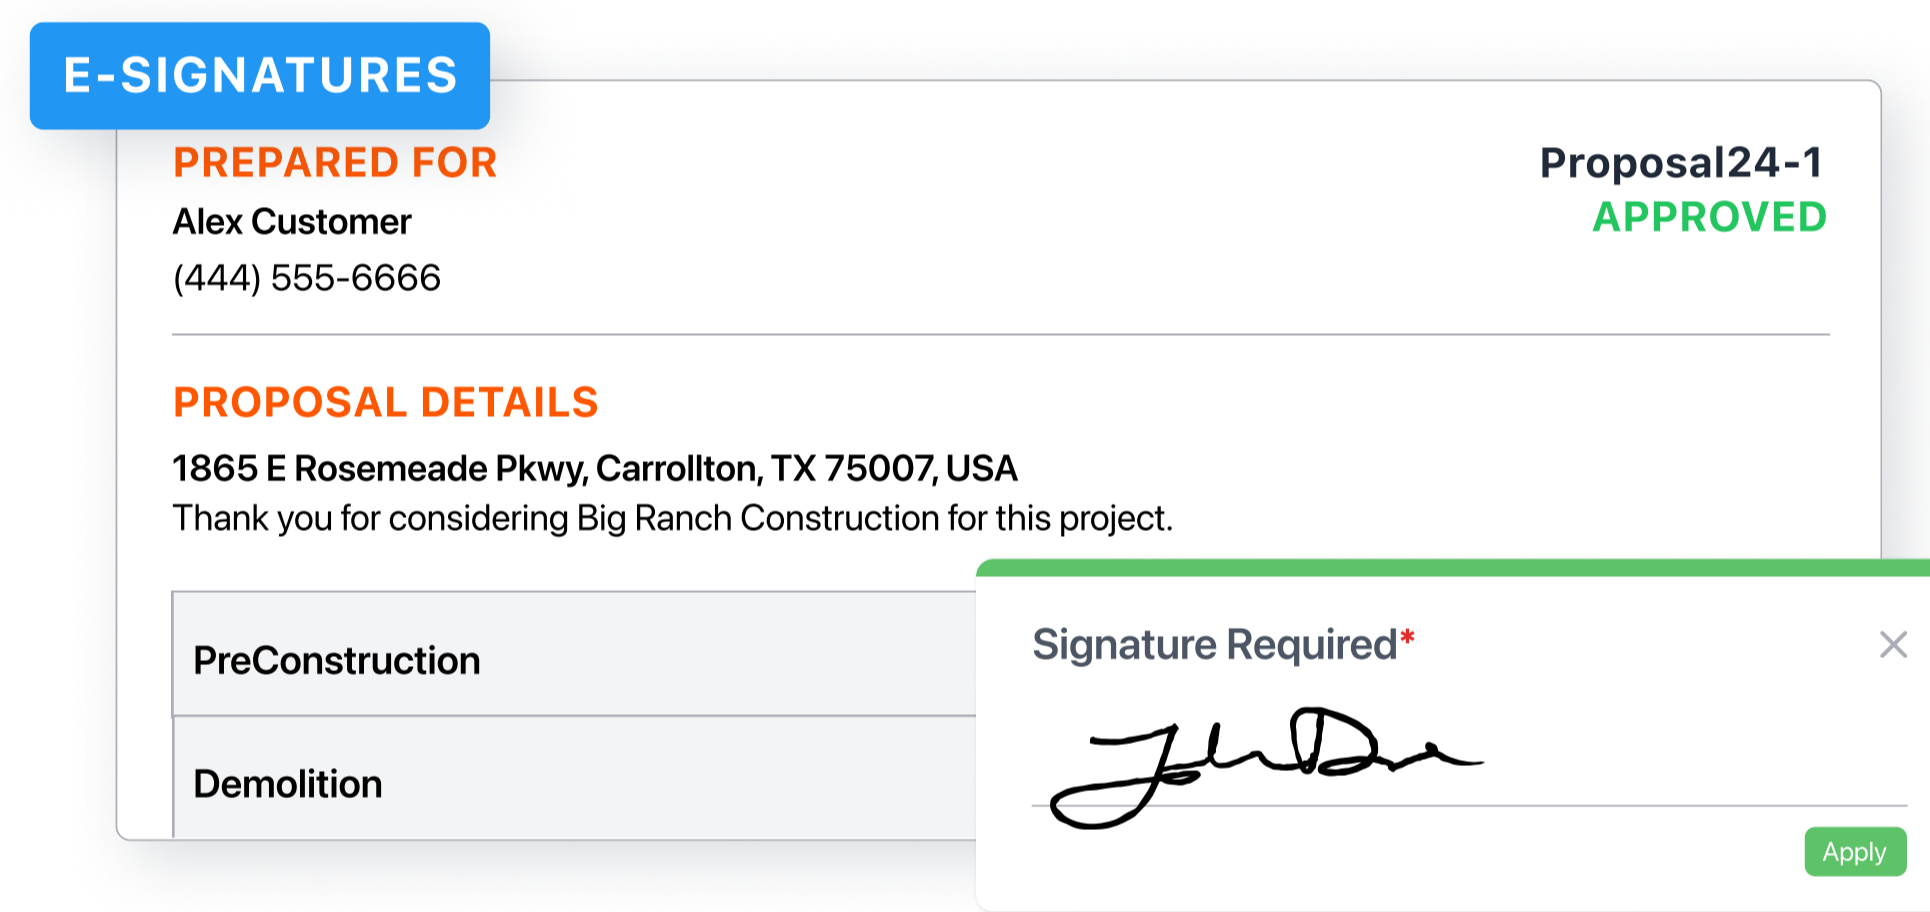 E-SIGNATURES
PREPARED FOR
Proposal24-1
Alex Customer
APPROVED
(444) 555-6666
PROPOSAL DETAILS
1865 E Rosemeade Pkwy, Carrollton, TX 75007, USA
Thank you for considering Big Ranch Construction for this project.
PreConstruction
Demolition
Signature Required*
Apply